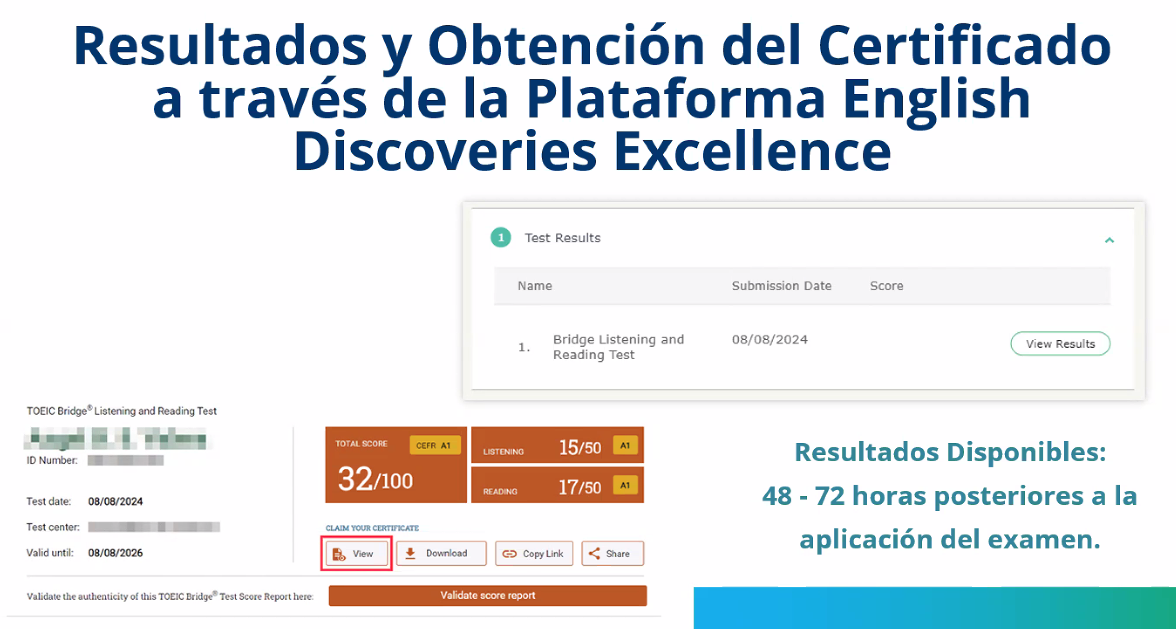 Resultados y Obtención del Certificado
a través de la Plataforma English
Discoveries Excellence
1 Test Results
Name Submission Date Score
1. Bridge Listening and
Reading Test
08/08/2024
View Results
TOEIC Bridge® Listening and Reading Test
ID Number:
Test date: 08/08/2024
Test center:
Valid until: 08/08/2026
TOTAL SCORE CEFR A1
32/100
LISTENING 15/50 A1
READING 17/50 A1
CLAIM YOUR CERTIFICATE
View Download Copy Link Share
Validate the authenticity of this TOEIC Bridge® Test Score Report here: Validate score report
Resultados Disponibles:
48 - 72 horas posteriores a la
aplicación del examen.